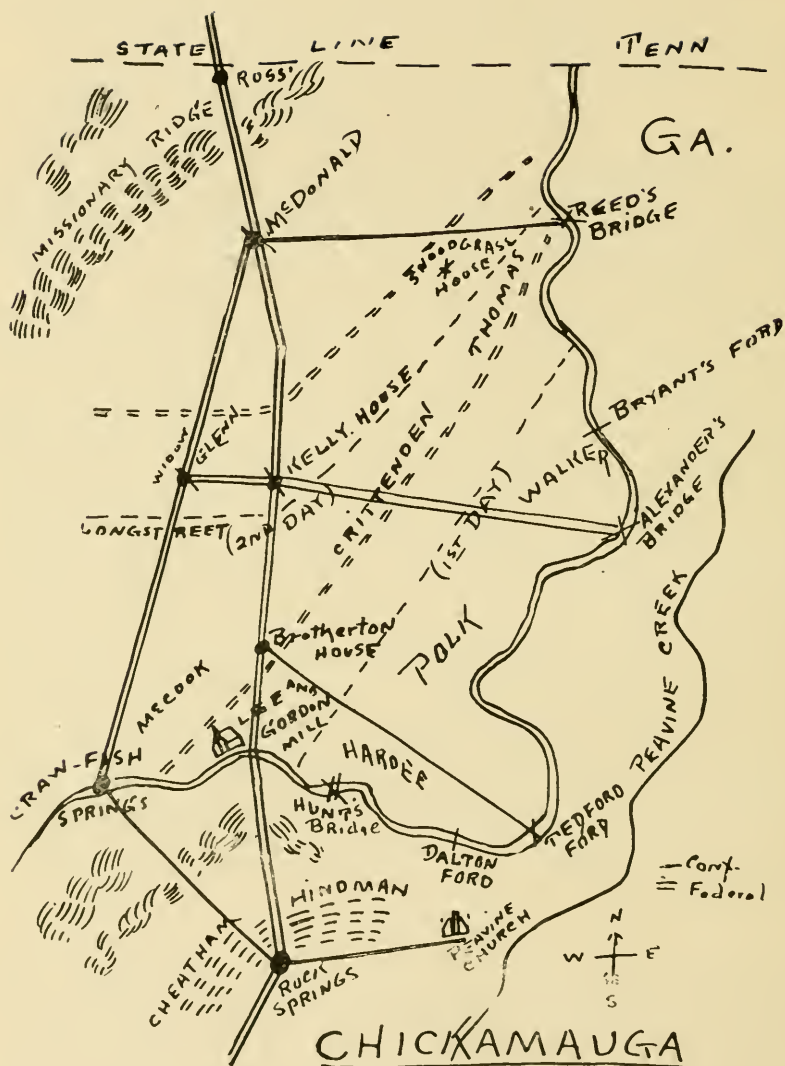 STATE LINE TENN
ROSS'
GA.
MISSIONARY RIDGE
McDONALD
REED'S
BRIDGE
SNODGRASS
HOUSE
THOMAS
BRYANT'S FORD
KELLY HOUSE
WIDOW
GLENN
CRITTENDEN
WALKER
ALEXANDER'S
BRIDGE
LONGSTREET (2ND DAY)
(1ST DAY)
PEAVINE CREEK
Brotherton
HOUSE
POLK
McCOOK
LEE AND
GORDON
MILL
HARDEE
CRAW-FISH
SPRINGS
HUNT'S
Bridge
DALTON
FORD
TEDFORD
FORD
Conf.
Federal
HINDMAN
CHEATHAM
PEAVINE
CHURCH
ROCK
SPRINGS
N
W E
S
CHICKAMAUGA